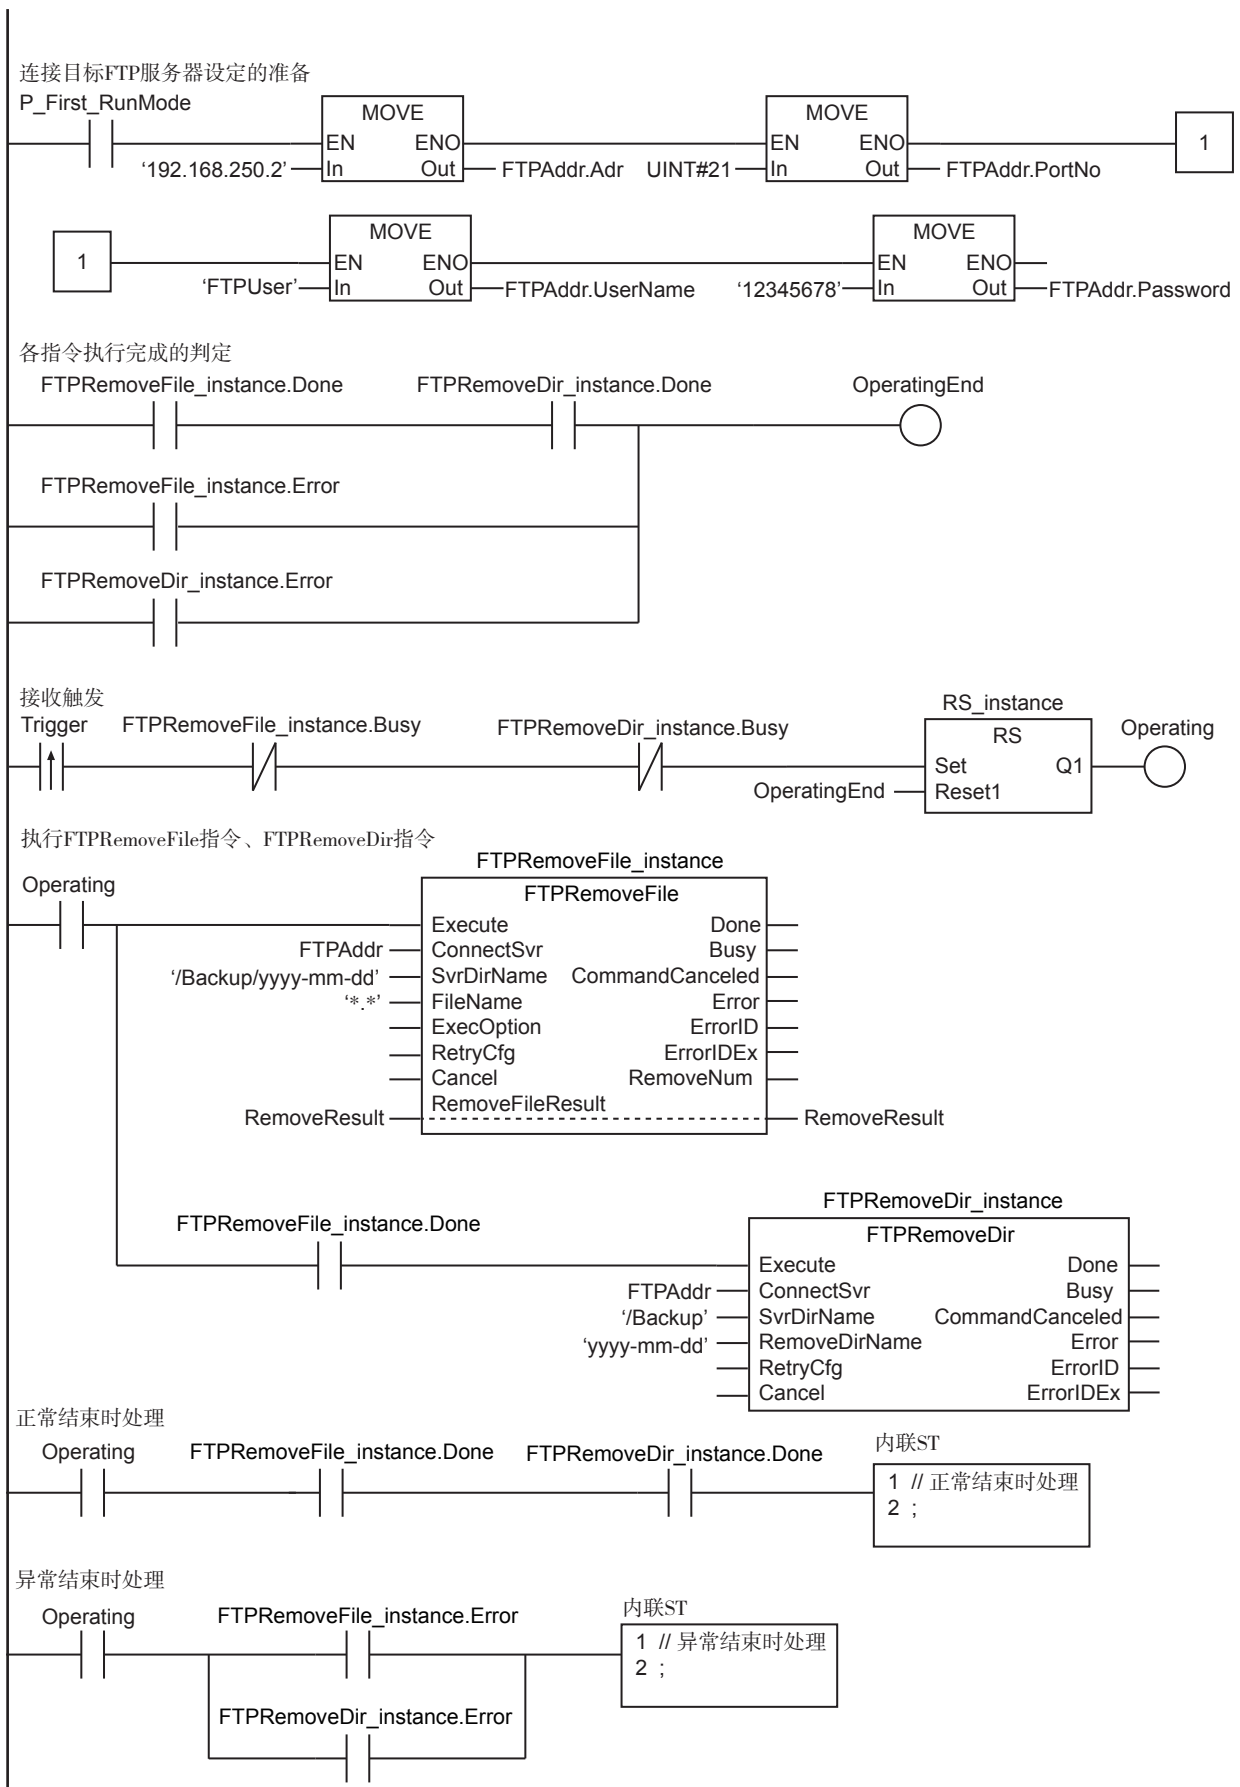 连接目标FTP服务器设定的准备
P_First_RunMode
MOVE
MOVE
EN ENO
EN ENO
1
‘192.168.250.2’ In Out FTPAddr.Adr UINT#21 In Out FTPAddr.PortNo
MOVE
MOVE
1
EN ENO
EN ENO
‘FTPUser’ In Out FTPAddr.UserName ‘12345678’ In Out FTPAddr.Password
各指令执行完成的判定
FTPRemoveFile_instance.Done FTPRemoveDir_instance.Done OperatingEnd
FTPRemoveFile_instance.Error
FTPRemoveDir_instance.Error
接收触发
RS_instance
Trigger FTPRemoveFile_instance.Busy FTPRemoveDir_instance.Busy RS Operating
Set Q1
OperatingEnd Reset1
执行FTPRemoveFile指令、FTPRemoveDir指令
FTPRemoveFile_instance
Operating FTPRemoveFile
Execute Done
FTPAddr ConnectSvr Busy
‘/Backup/yyyy-mm-dd’ SvrDirName CommandCanceled
‘*.*’ FileName Error
ExecOption ErrorID
RetryCfg ErrorIDEx
Cancel RemoveNum
RemoveFileResult
RemoveResult RemoveResult
FTPRemoveDir_instance
FTPRemoveFile_instance.Done FTPRemoveDir
Execute Done
FTPAddr ConnectSvr Busy
‘/Backup’ SvrDirName CommandCanceled
‘yyyy-mm-dd’ RemoveDirName Error
RetryCfg ErrorID
Cancel ErrorIDEx
正常结束时处理
Operating FTPRemoveFile_instance.Done FTPRemoveDir_instance.Done 内联ST
1 // 正常结束时处理
2 ;
异常结束时处理
Operating FTPRemoveFile_instance.Error 内联ST
1 // 异常结束时处理
2 ;
FTPRemoveDir_instance.Error